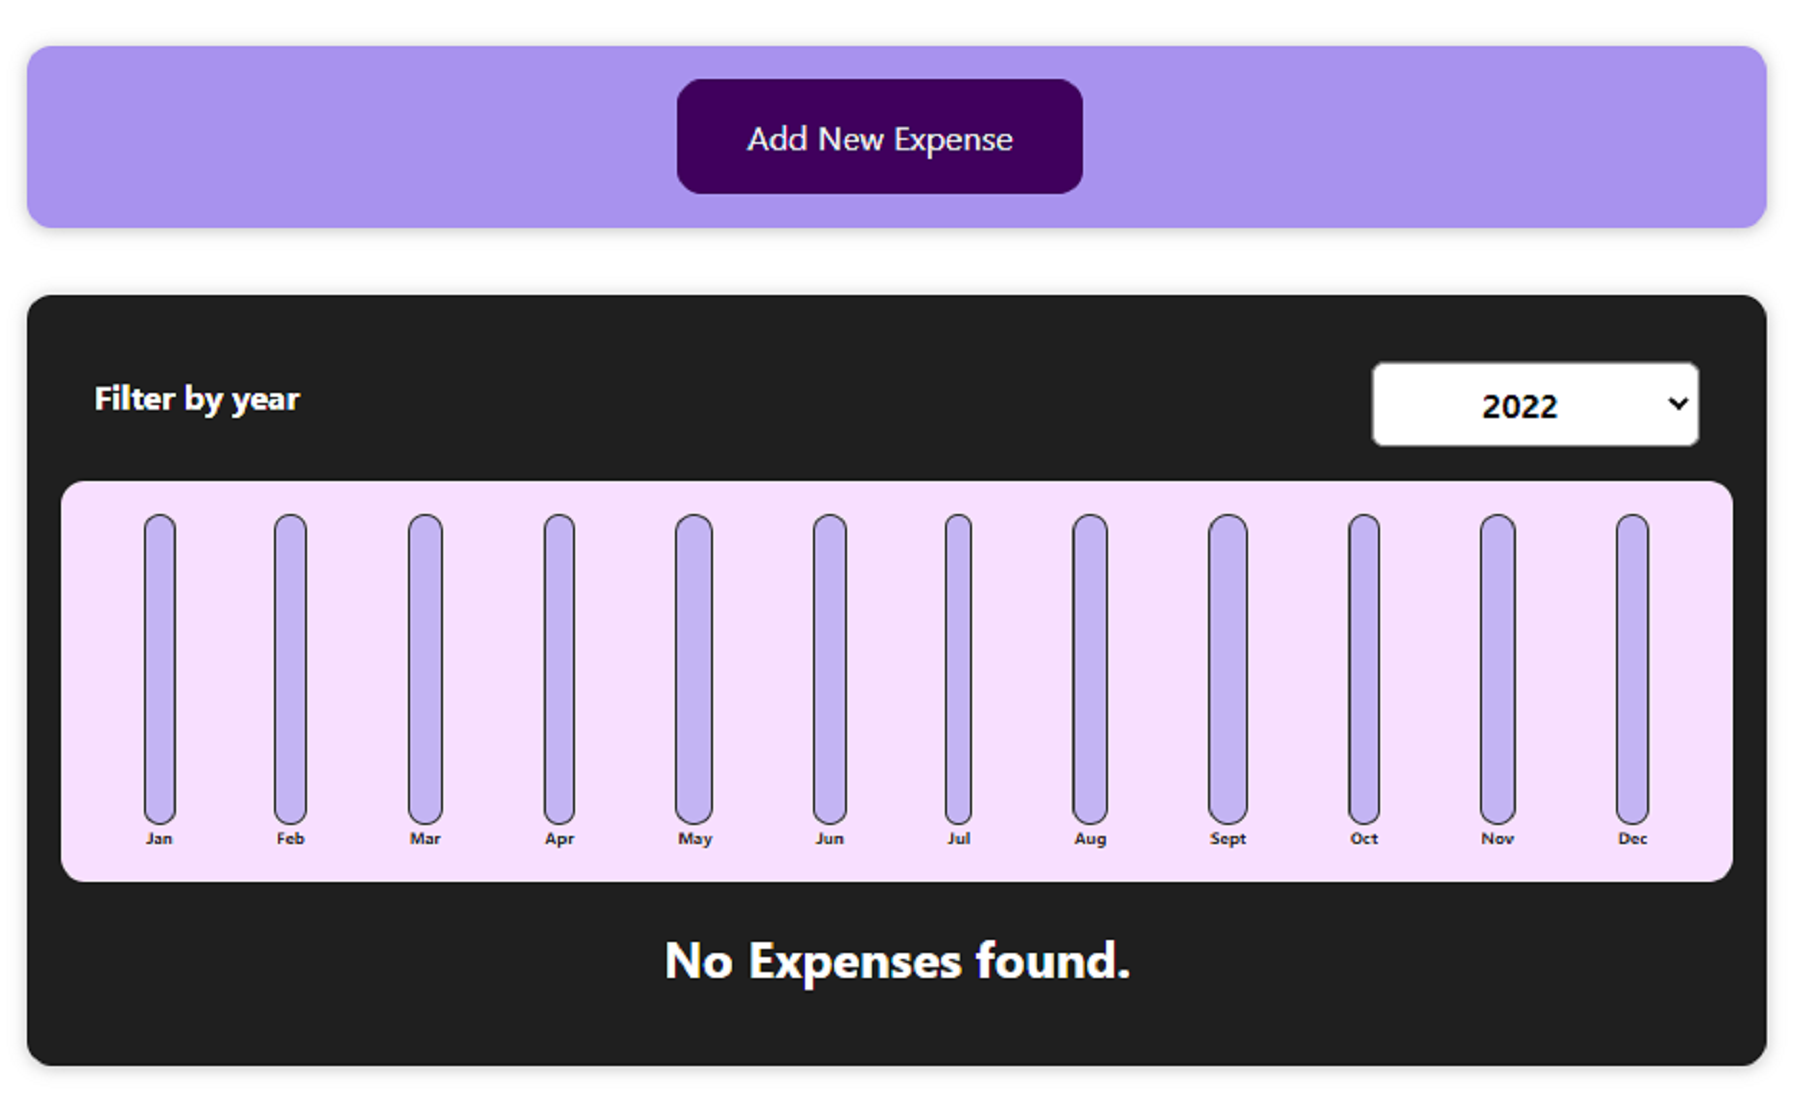 Add New Expense
Filter by year
2022
Jan Feb Mar Apr May Jun Jul Aug Sept Oct Nov Dec
No Expenses found.